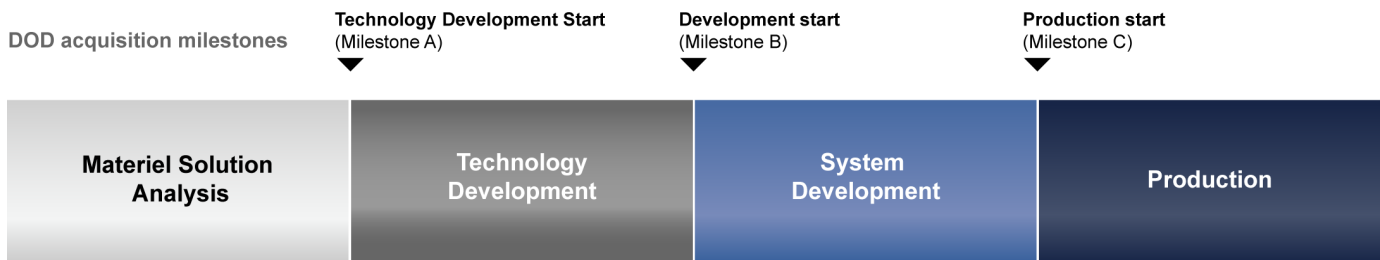 DOD acquisition milestones
Technology Development Start
(Milestone A)
Development start
(Milestone B)
Production start
(Milestone C)
Materiel Solution
Analysis
Technology
Development
System
Development
Production